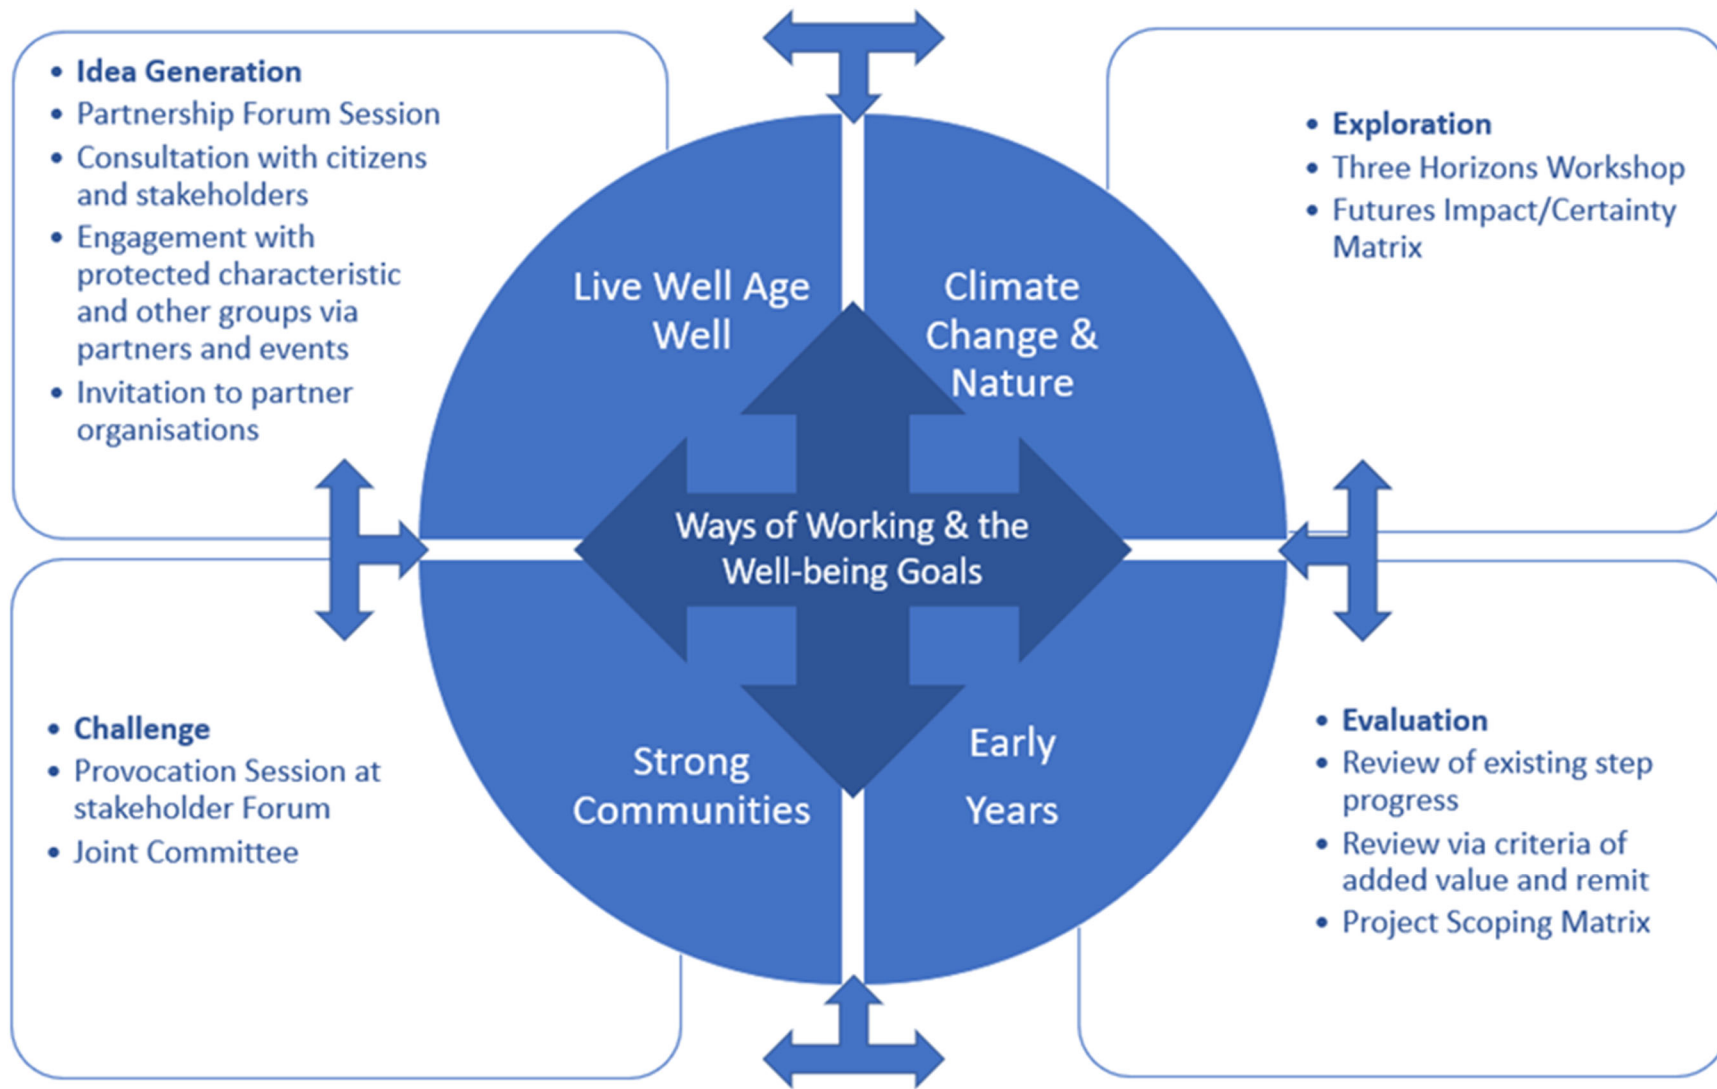 • Idea Generation
• Partnership Forum Session
• Consultation with citizens
and stakeholders
• Engagement with
protected characteristic
and other groups via
partners and events
• Invitation to partner
organisations
• Exploration
• Three Horizons Workshop
• Futures Impact/Certainty
Matrix
Live Well Age
Well
Climate
Change &
Nature
Ways of Working & the
Well-being Goals
Strong
Communities
Early
Years
• Challenge
• Provocation Session at
stakeholder Forum
• Joint Committee
• Evaluation
• Review of existing step
progress
• Review via criteria of
added value and remit
• Project Scoping Matrix